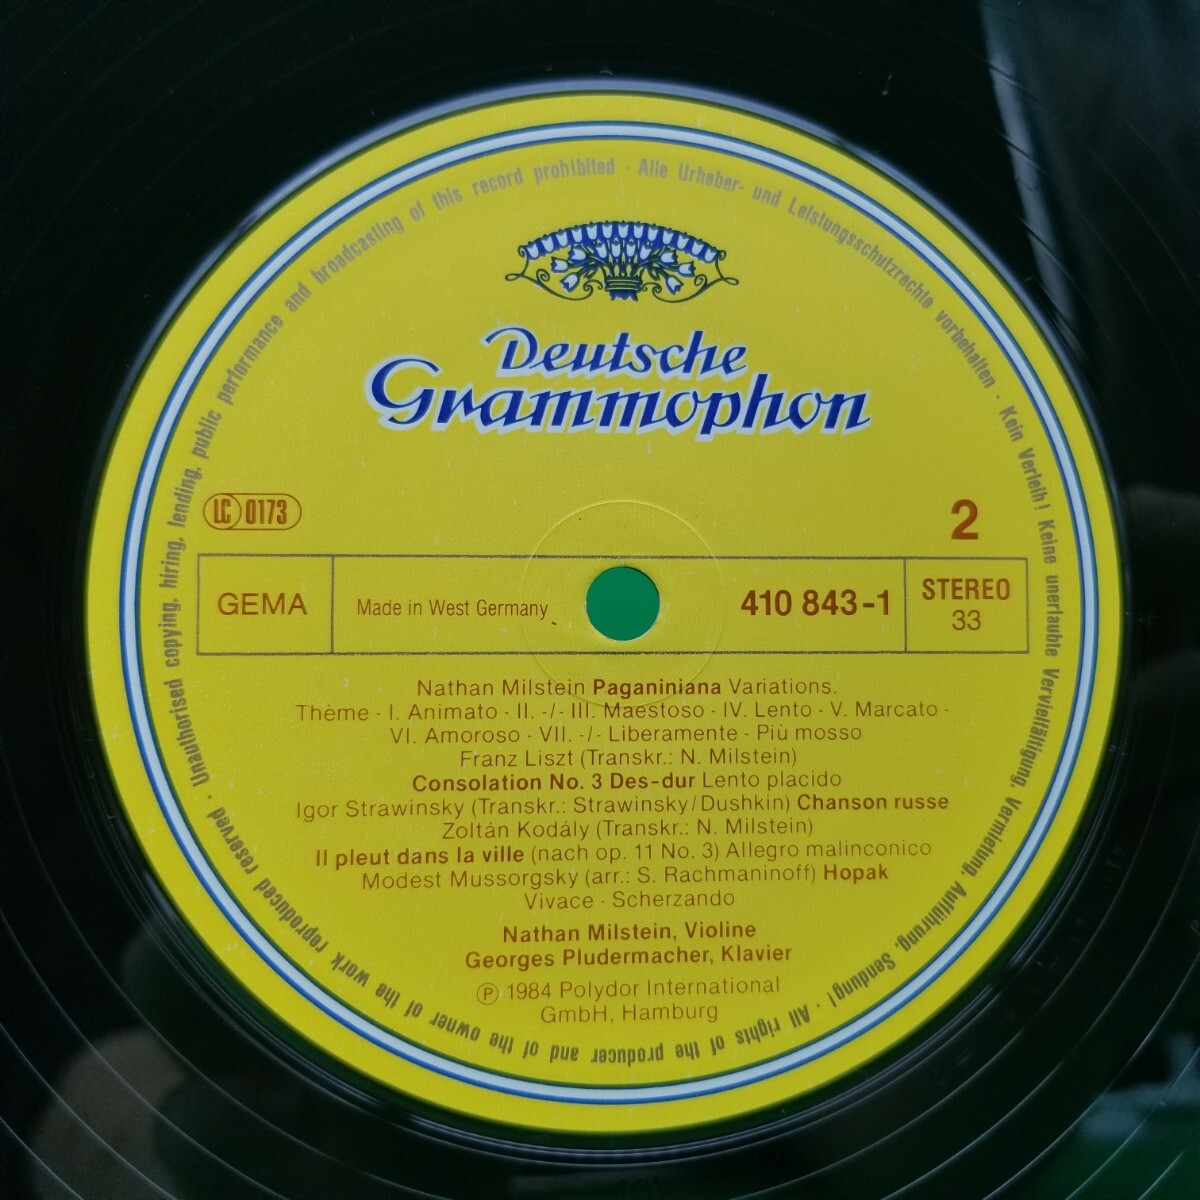 Deutsche
Grammophon
LC 0173
2
GEMA
Made in West Germany
410 843-1
STEREO
33
Nathan Milstein Paganiniana Variations.
Thème - I. Animato - II. -/- III. Maestoso - IV. Lento - V. Marcato -
VI. Amoroso - VII. -/- Liberamente - Più mosso
Franz Liszt (Transkr.: N. Milstein)
Consolation No. 3 Des-dur Lento placido
Igor Strawinsky (Transkr.: Strawinsky/Dushkin) Chanson russe
Zoltán Kodály (Transkr.: N. Milstein)
Il pleut dans la ville (nach op. 11 No. 3) Allegro malinconico
Modest Mussorgsky (arr.: S. Rachmaninoff) Hopak
Vivace - Scherzando
Nathan Milstein, Violine
Georges Pludermacher, Klavier
Ⓟ 1984 Polydor International
GmbH, Hamburg
Alle Urheber- und Leistungsschutzrechte vorbehalten · Kein Verleih! Keine unerlaubte Vervielfältigung, Vermietung, Aufführung, Sendung! · All rights of the producer and of the owner of the work reproduced reserved · Unauthorised copying, hiring, lending, public performance and broadcasting of this record prohibited ·